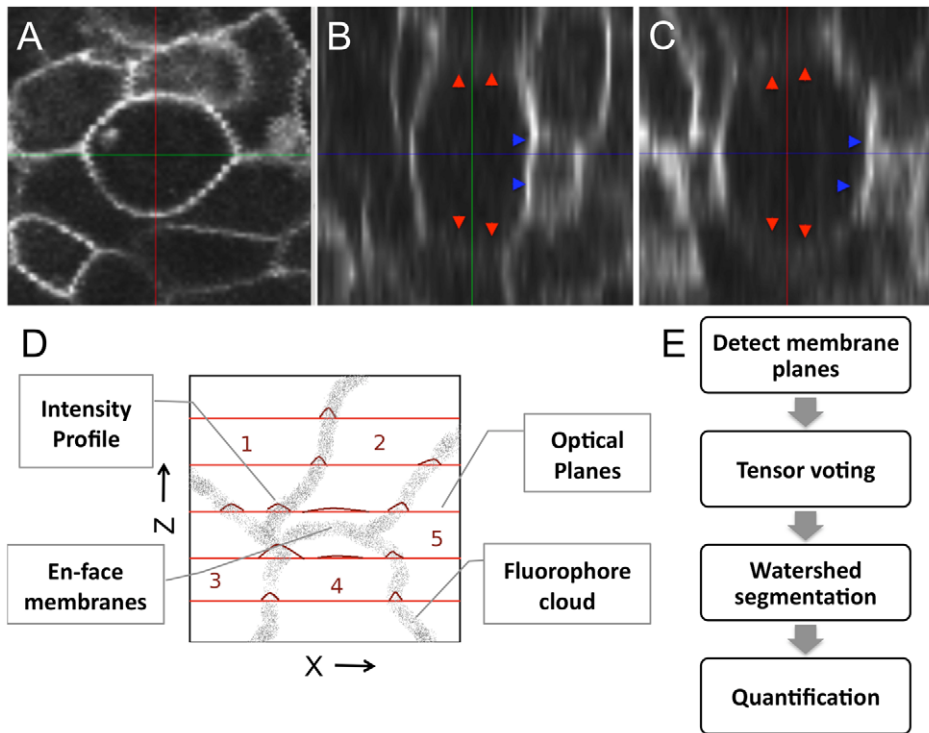 A
B
C
D
Intensity
Profile
1
2
Optical
Planes
Z
5
En-face
membranes
3
4
Fluorophore
cloud
X
E
Detect membrane
planes
Tensor voting
Watershed
segmentation
Quantification